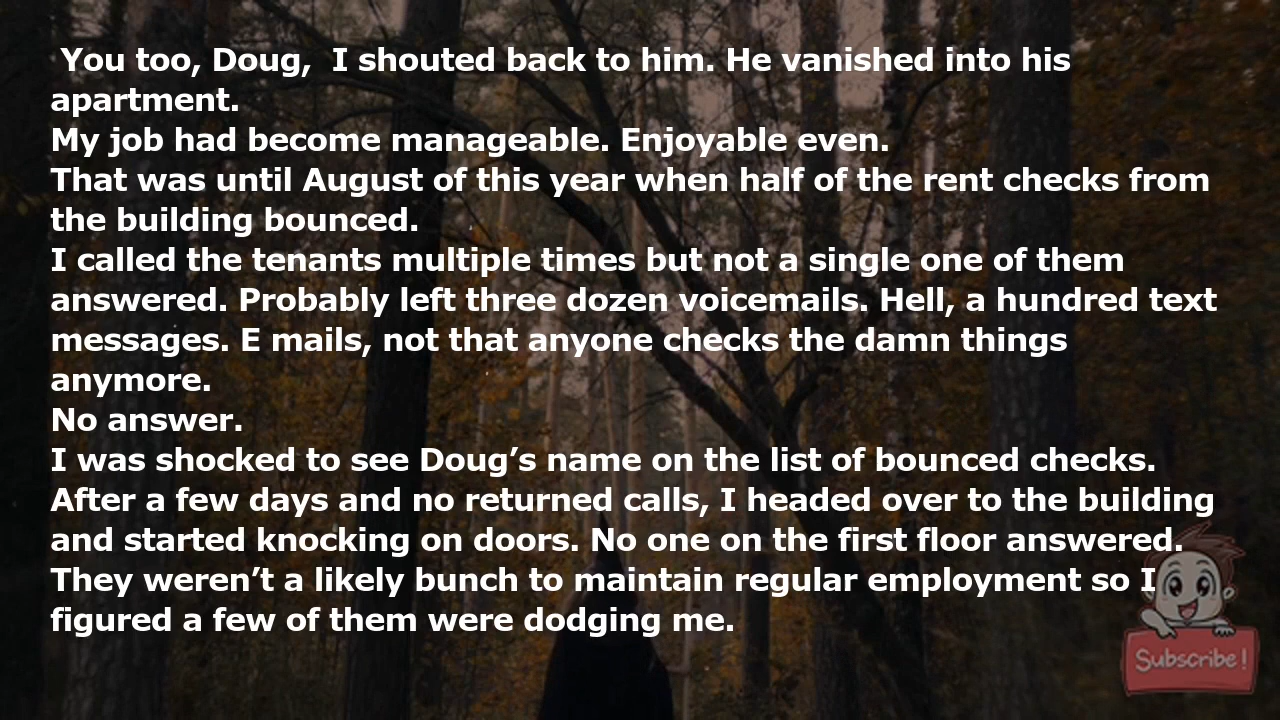 You too, Doug,  I shouted back to him. He vanished into his
apartment.
My job had become manageable. Enjoyable even.
That was until August of this year when half of the rent checks from
the building bounced.
I called the tenants multiple times but not a single one of them
answered. Probably left three dozen voicemails. Hell, a hundred text
messages. E mails, not that anyone checks the damn things
anymore.
No answer.
I was shocked to see Doug’s name on the list of bounced checks.
After a few days and no returned calls, I headed over to the building
and started knocking on doors. No one on the first floor answered.
They weren’t a likely bunch to maintain regular employment so I
figured a few of them were dodging me.
Subscribe!